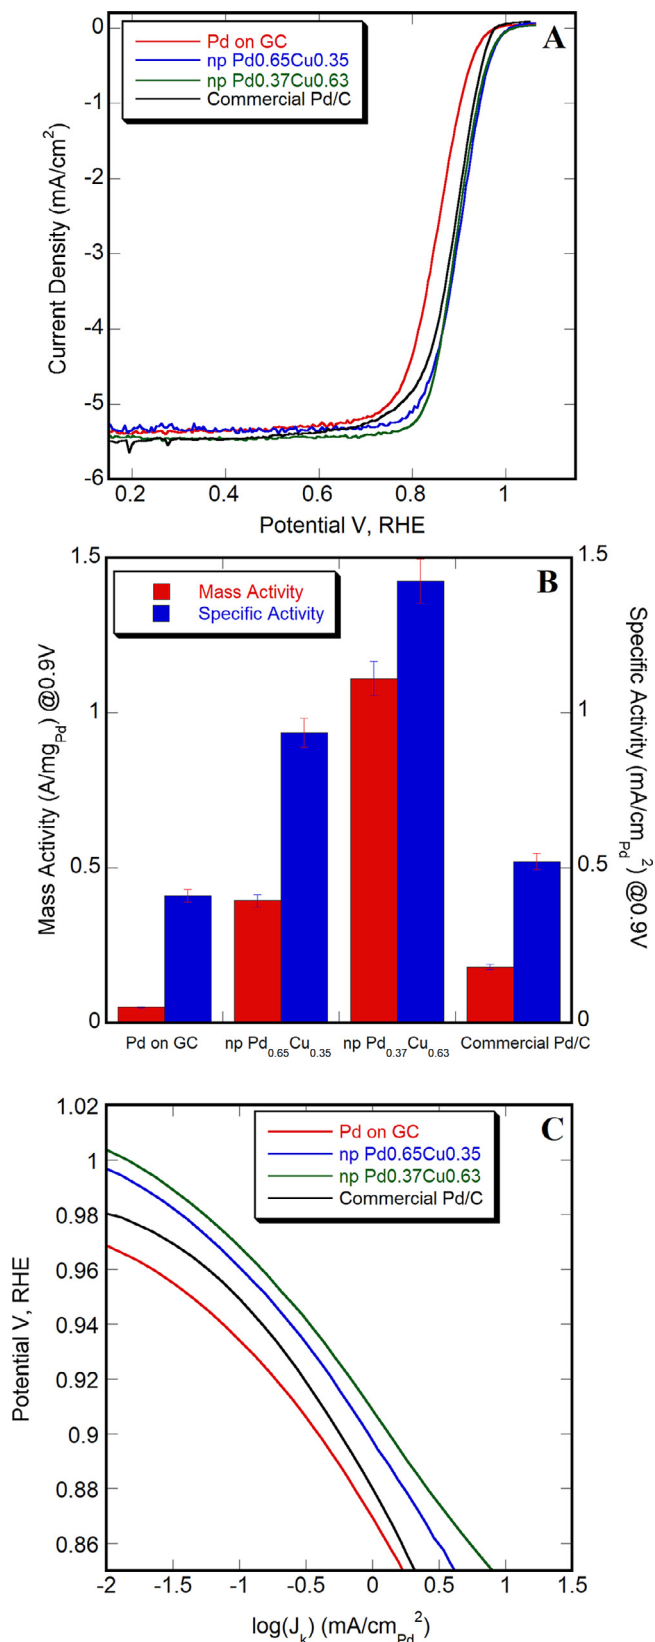 A
Pd on GC
np Pd0.65Cu0.35
np Pd0.37Cu0.63
Commercial Pd/C
Current Density (mA/cm²)
0
-1
-2
-3
-4
-5
-6
0.2 0.4 0.6 0.8 1
Potential V, RHE
B
Mass Activity
Specific Activity
Mass Activity (A/mg_Pd) @0.9V
1.5
1
0.5
0
Specific Activity (mA/cm_Pd²) @0.9V
1.5
1
0.5
0
Pd on GC np Pd₀.₆₅Cu₀.₃₅ np Pd₀.₃₇Cu₀.₆₃ Commercial Pd/C
C
Pd on GC
np Pd0.65Cu0.35
np Pd0.37Cu0.63
Commercial Pd/C
Potential V, RHE
1.02
1
0.98
0.96
0.94
0.92
0.9
0.88
0.86
-2 -1.5 -1 -0.5 0 0.5 1 1.5
log(J_k) (mA/cm_Pd²)